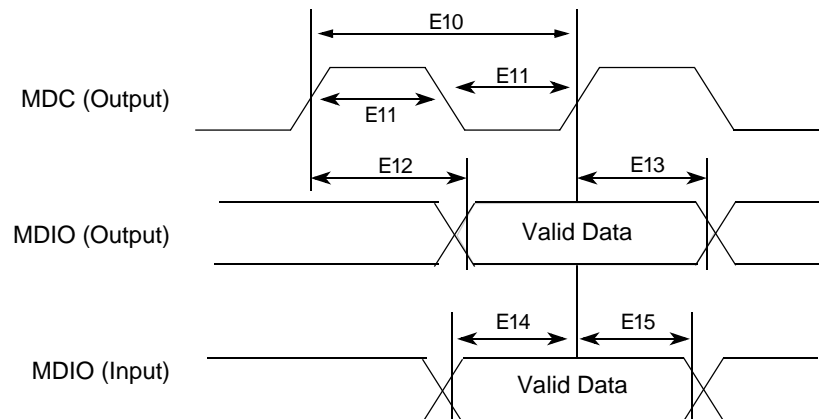 E10
MDC (Output)
E11
E11
E12
E13
MDIO (Output)
Valid Data
E14
E15
MDIO (Input)
Valid Data